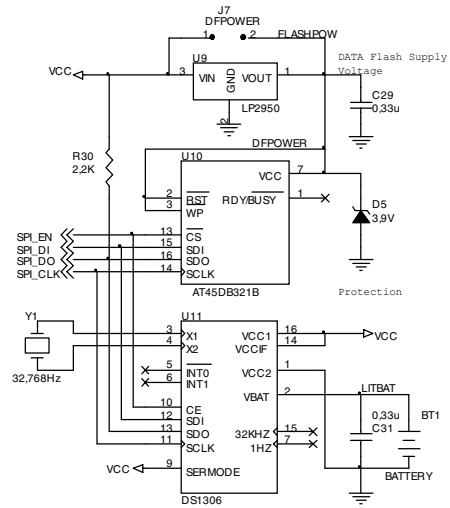 J7
DFPOWER
1 2 FLASHPOW
U9
DATA Flash Supply
Voltage
VCC 3 VIN GND VOUT 1
2
LP2950
C29
0,33u
R30
2,2K
DFPOWER
U10
VCC 7
2 RST RDY/BUSY 1
3 WP
D5
3,9V
SPI_EN 13 CS
SPI_DI 15 SDI
SPI_DO 16 SDO
SPI_CLK 14 SCLK
AT45DB321B
Protection
U11
Y1
3 X1 VCC1 16 VCC
4 X2 VCCIF 14
32,768Hz
5 INT0 VCC2 1
6 INT1
VBAT 2 LITBAT
10 CE
12 SDI
0,33u BT1
C31
13 SDO 32KHZ 15
11 SCLK 1HZ 7
VCC 9 SERMODE
BATTERY
DS1306